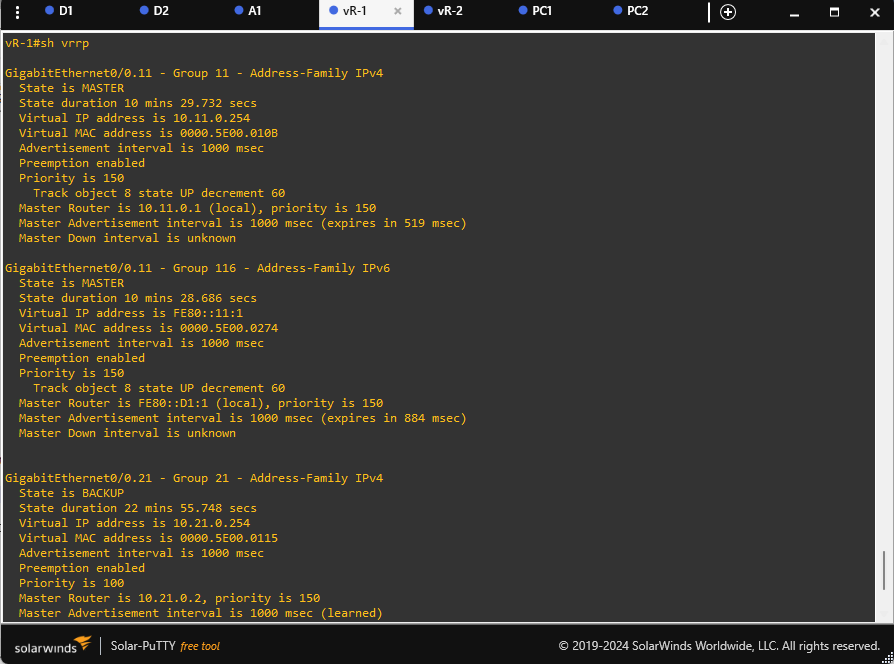 D1 D2 A1 vR-1 vR-2 PC1 PC2
vR-1#sh vrrp
GigabitEthernet0/0.11 - Group 11 - Address-Family IPv4
State is MASTER
State duration 10 mins 29.732 secs
Virtual IP address is 10.11.0.254
Virtual MAC address is 0000.5E00.010B
Advertisement interval is 1000 msec
Preemption enabled
Priority is 150
Track object 8 state UP decrement 60
Master Router is 10.11.0.1 (local), priority is 150
Master Advertisement interval is 1000 msec (expires in 519 msec)
Master Down interval is unknown
GigabitEthernet0/0.11 - Group 116 - Address-Family IPv6
State is MASTER
State duration 10 mins 28.686 secs
Virtual IP address is FE80::11:1
Virtual MAC address is 0000.5E00.0274
Advertisement interval is 1000 msec
Preemption enabled
Priority is 150
Track object 8 state UP decrement 60
Master Router is FE80::D1:1 (local), priority is 150
Master Advertisement interval is 1000 msec (expires in 884 msec)
Master Down interval is unknown
GigabitEthernet0/0.21 - Group 21 - Address-Family IPv4
State is BACKUP
State duration 22 mins 55.748 secs
Virtual IP address is 10.21.0.254
Virtual MAC address is 0000.5E00.0115
Advertisement interval is 1000 msec
Preemption enabled
Priority is 100
Master Router is 10.21.0.2, priority is 150
Master Advertisement interval is 1000 msec (learned)
solarwinds Solar-PuTTY free tool © 2019-2024 SolarWinds Worldwide, LLC. All rights reserved.